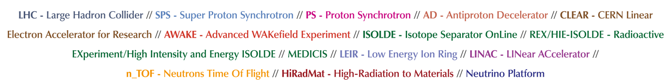 LHC - Large Hadron Collider // SPS - Super Proton Synchrotron // PS - Proton Synchrotron // AD - Antiproton Decelerator // CLEAR - CERN Linear
Electron Accelerator for Research // AWAKE - Advanced WAKefield Experiment // ISOLDE - Isotope Separator OnLine // REX/HIE-ISOLDE - Radioactive
EXperiment/High Intensity and Energy ISOLDE // MEDICIS // LEIR - Low Energy Ion Ring // LINAC - LINear ACcelerator //
n_TOF - Neutrons Time Of Flight // HiRadMat - High-Radiation to Materials // Neutrino Platform